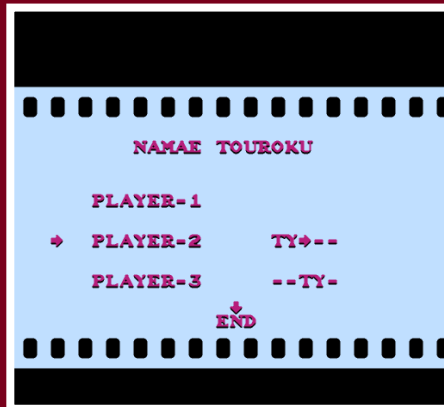 NAMAE TOUROKU
PLAYER-1
→ PLAYER-2 TY→--
PLAYER-3 --TY-
↓
END